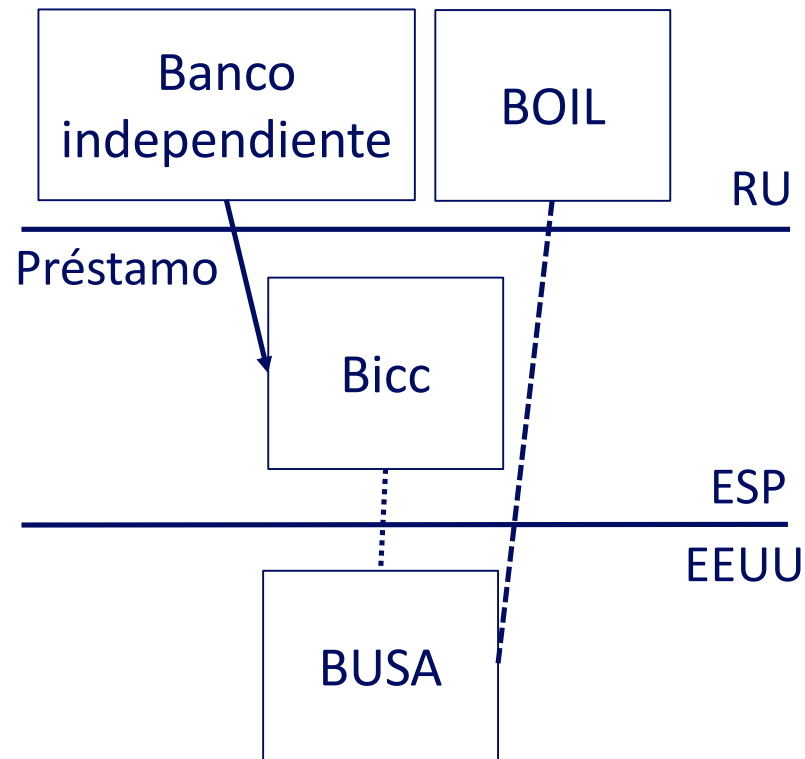 Banco
independiente
BOIL
RU
Préstamo
Bicc
ESP
EEUU
BUSA